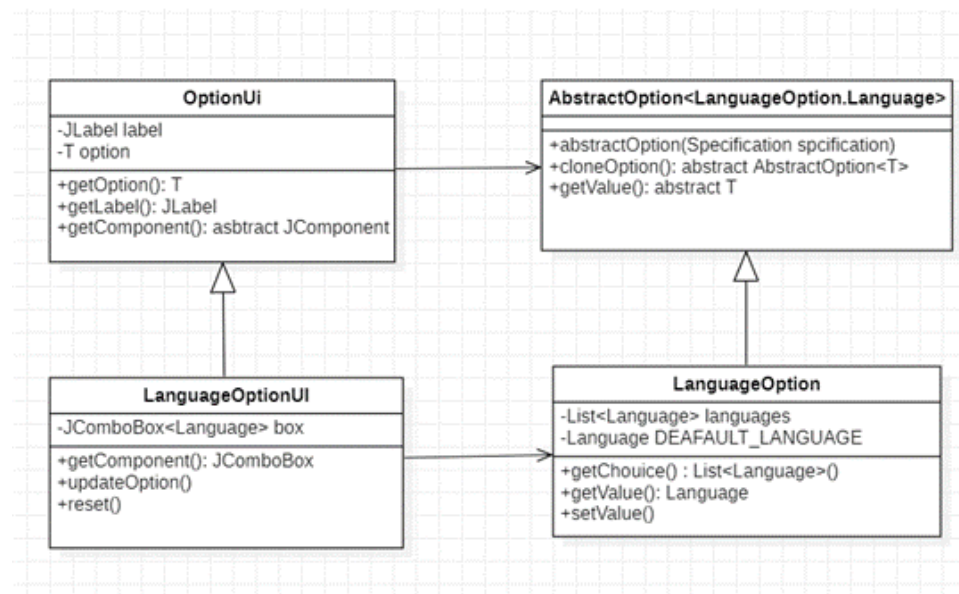 OptionUi
-JLabel label
-T option
+getOption(): T
+getLabel(): JLabel
+getComponent(): asbtract JComponent
AbstractOption<LanguageOption.Language>
+abstractOption(Specification spcification)
+cloneOption(): abstract AbstractOption<T>
+getValue(): abstract T
LanguageOptionUI
-JComboBox<Language> box
+getComponent(): JComboBox
+updateOption()
+reset()
LanguageOption
-List<Language> languages
-Language DEAFAULT_LANGUAGE
+getChouice() : List<Language>()
+getValue(): Language
+setValue()